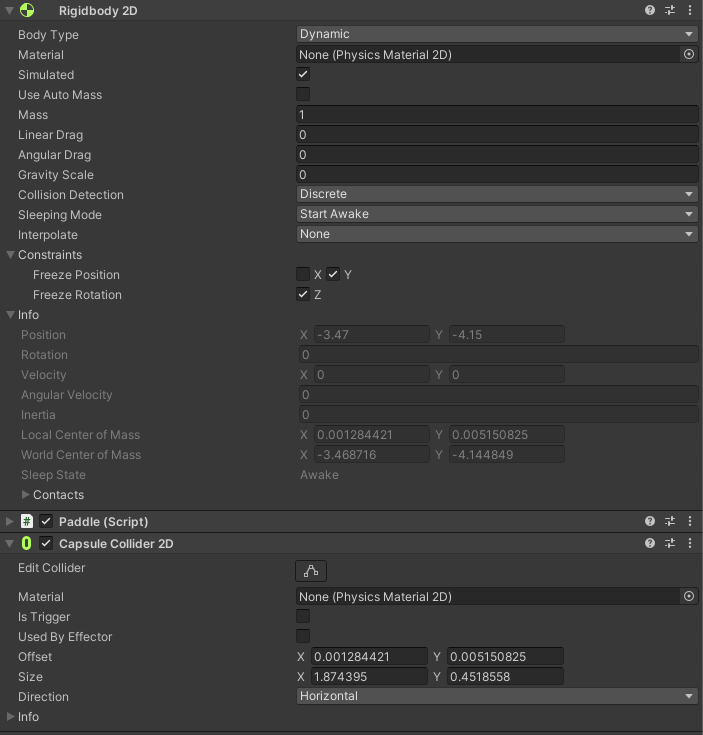 Rigidbody 2D
Body Type Dynamic
Material None (Physics Material 2D)
Simulated
Use Auto Mass
Mass 1
Linear Drag 0
Angular Drag 0
Gravity Scale 0
Collision Detection Discrete
Sleeping Mode Start Awake
Interpolate None
Constraints
Freeze Position X Y
Freeze Rotation Z
Info
Position X -3.47 Y -4.15
Rotation 0
Velocity X 0 Y 0
Angular Velocity 0
Inertia 0
Local Center of Mass X 0.001284421 Y 0.005150825
World Center of Mass X -3.468716 Y -4.144849
Sleep State Awake
Contacts
# Paddle (Script)
Capsule Collider 2D
Edit Collider
Material None (Physics Material 2D)
Is Trigger
Used By Effector
Offset X 0.001284421 Y 0.005150825
Size X 1.874395 Y 0.4518558
Direction Horizontal
Info